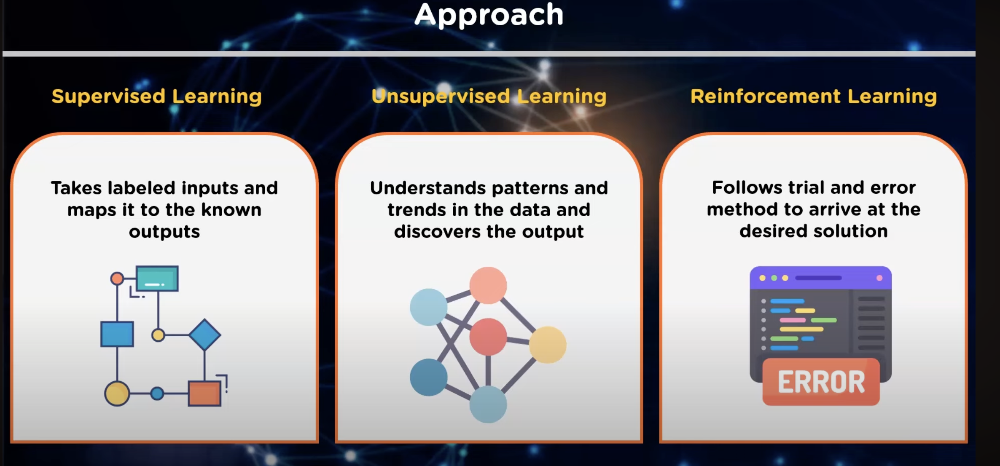 Approach
Supervised Learning
Unsupervised Learning
Reinforcement Learning
Takes labeled inputs and
maps it to the known
outputs
Understands patterns and
trends in the data and
discovers the output
Follows trial and error
method to arrive at the
desired solution
ERROR